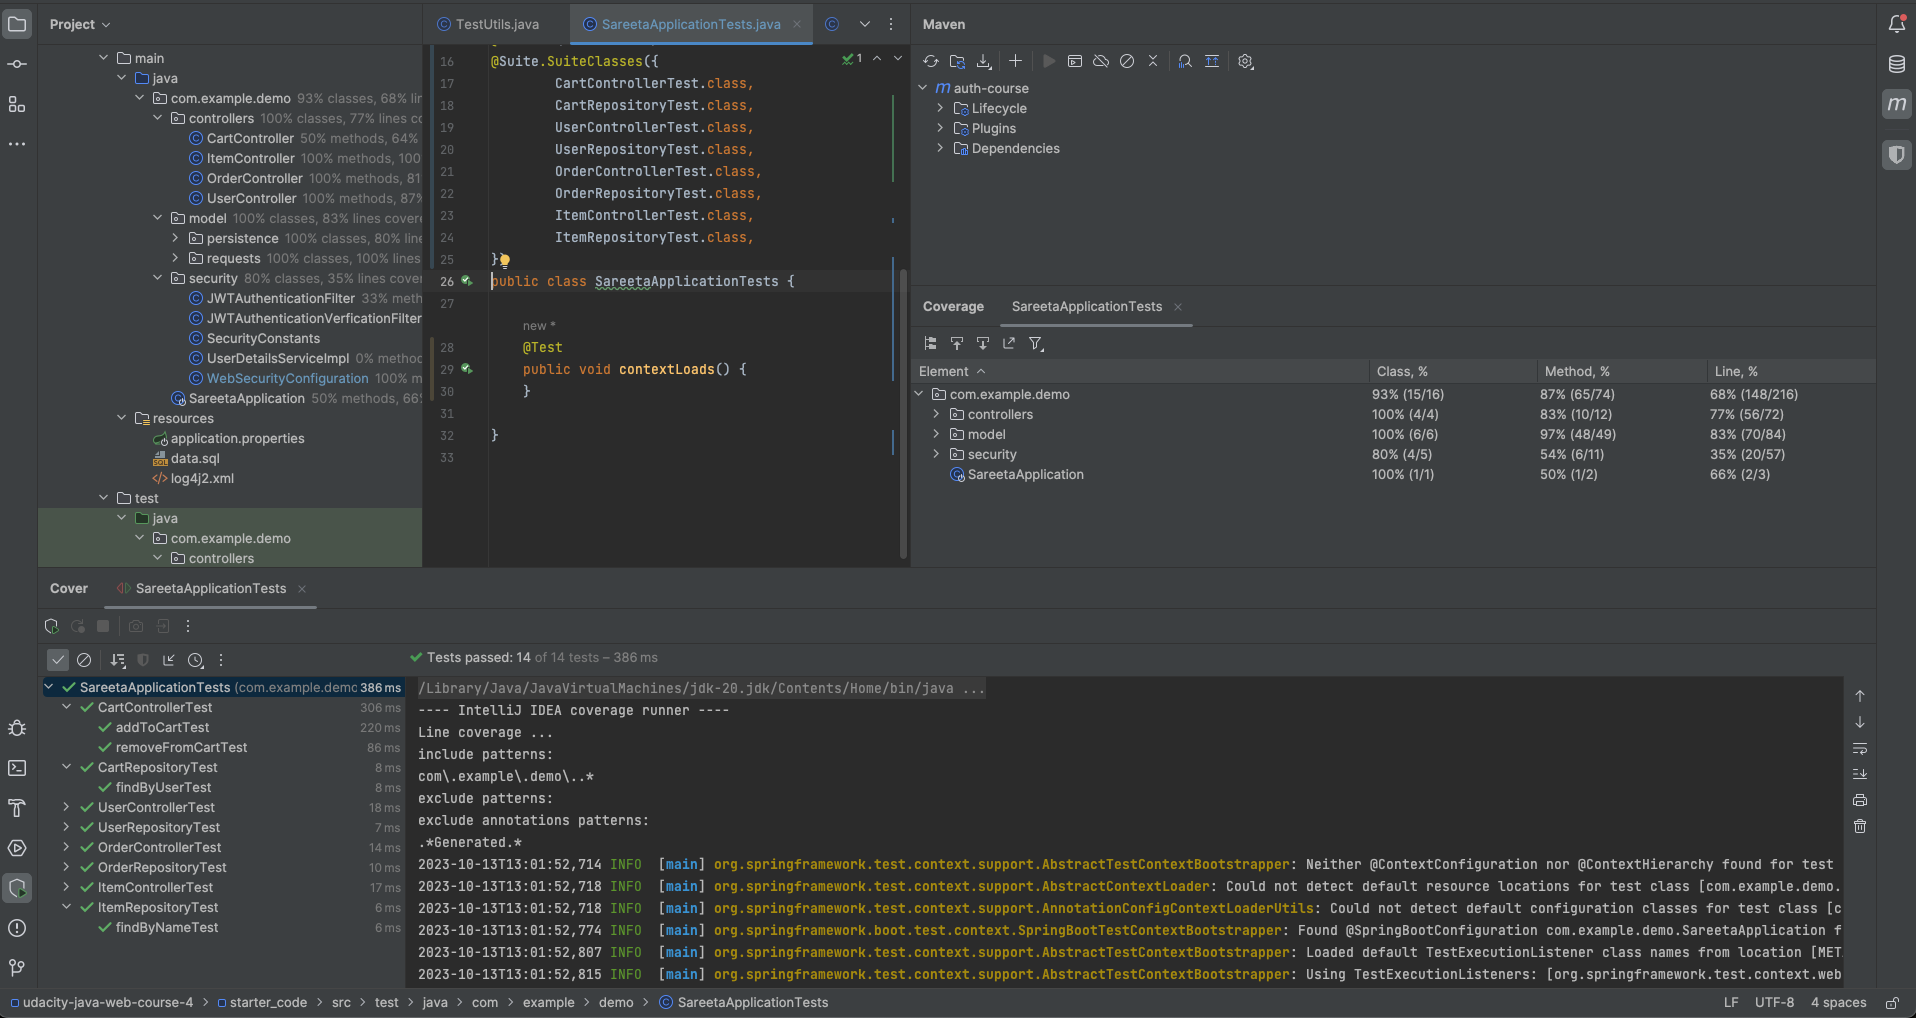 Project
main
java
com.example.demo 93% classes, 68% lir
controllers 100% classes, 77% lines co
CartController 50% methods, 64%
ItemController 100% methods, 100
OrderController 100% methods, 81
UserController 100% methods, 87%
model 100% classes, 83% lines covere
persistence 100% classes, 80% line
requests 100% classes, 100% lines
security 80% classes, 35% lines cover
JWTAuthenticationFilter 33% meth
JWTAuthenticationVerficationFilter
SecurityConstants
UserDetailsServiceImpl 0% method
WebSecurityConfiguration 100% m
SareetaApplication 50% methods, 66%
resources
application.properties
data.sql
log4j2.xml
test
java
com.example.demo
controllers
TestUtils.java
SareetaApplicationTests.java
1
16 @Suite.SuiteClasses({
17 CartControllerTest.class,
18 CartRepositoryTest.class,
19 UserControllerTest.class,
20 UserRepositoryTest.class,
21 OrderControllerTest.class,
22 OrderRepositoryTest.class,
23 ItemControllerTest.class,
24 ItemRepositoryTest.class,
25 })
26 public class SareetaApplicationTests {
27
new *
28 @Test
29 public void contextLoads() {
30 }
31
32 }
33
Maven
auth-course
Lifecycle
Plugins
Dependencies
Coverage SareetaApplicationTests
Element Class, % Method, % Line, %
com.example.demo 93% (15/16) 87% (65/74) 68% (148/216)
controllers 100% (4/4) 83% (10/12) 77% (56/72)
model 100% (6/6) 97% (48/49) 83% (70/84)
security 80% (4/5) 54% (6/11) 35% (20/57)
SareetaApplication 100% (1/1) 50% (1/2) 66% (2/3)
Cover SareetaApplicationTests
Tests passed: 14 of 14 tests – 386 ms
SareetaApplicationTests (com.example.demo 386 ms
CartControllerTest 306 ms
addToCartTest 220 ms
removeFromCartTest 86 ms
CartRepositoryTest 8 ms
findByUserTest 8 ms
UserControllerTest 18 ms
UserRepositoryTest 7 ms
OrderControllerTest 14 ms
OrderRepositoryTest 10 ms
ItemControllerTest 17 ms
ItemRepositoryTest 6 ms
findByNameTest 6 ms
/Library/Java/JavaVirtualMachines/jdk-20.jdk/Contents/Home/bin/java ...
---- IntelliJ IDEA coverage runner ----
Line coverage ...
include patterns:
com\.example\.demo\..*
exclude patterns:
exclude annotations patterns:
.*Generated.*
2023-10-13T13:01:52,714 INFO [main] org.springframework.test.context.support.AbstractTestContextBootstrapper: Neither @ContextConfiguration nor @ContextHierarchy found for test
2023-10-13T13:01:52,718 INFO [main] org.springframework.test.context.support.AbstractContextLoader: Could not detect default resource locations for test class [com.example.demo.
2023-10-13T13:01:52,718 INFO [main] org.springframework.test.context.support.AnnotationConfigContextLoaderUtils: Could not detect default configuration classes for test class [c
2023-10-13T13:01:52,774 INFO [main] org.springframework.boot.test.context.SpringBootTestContextBootstrapper: Found @SpringBootConfiguration com.example.demo.SareetaApplication f
2023-10-13T13:01:52,807 INFO [main] org.springframework.test.context.support.AbstractTestContextBootstrapper: Loaded default TestExecutionListener class names from location [MET
2023-10-13T13:01:52,815 INFO [main] org.springframework.test.context.support.AbstractTestContextBootstrapper: Using TestExecutionListeners: [org.springframework.test.context.web
udacity-java-web-course-4 > starter_code > src > test > java > com > example > demo > SareetaApplicationTests
LF UTF-8 4 spaces